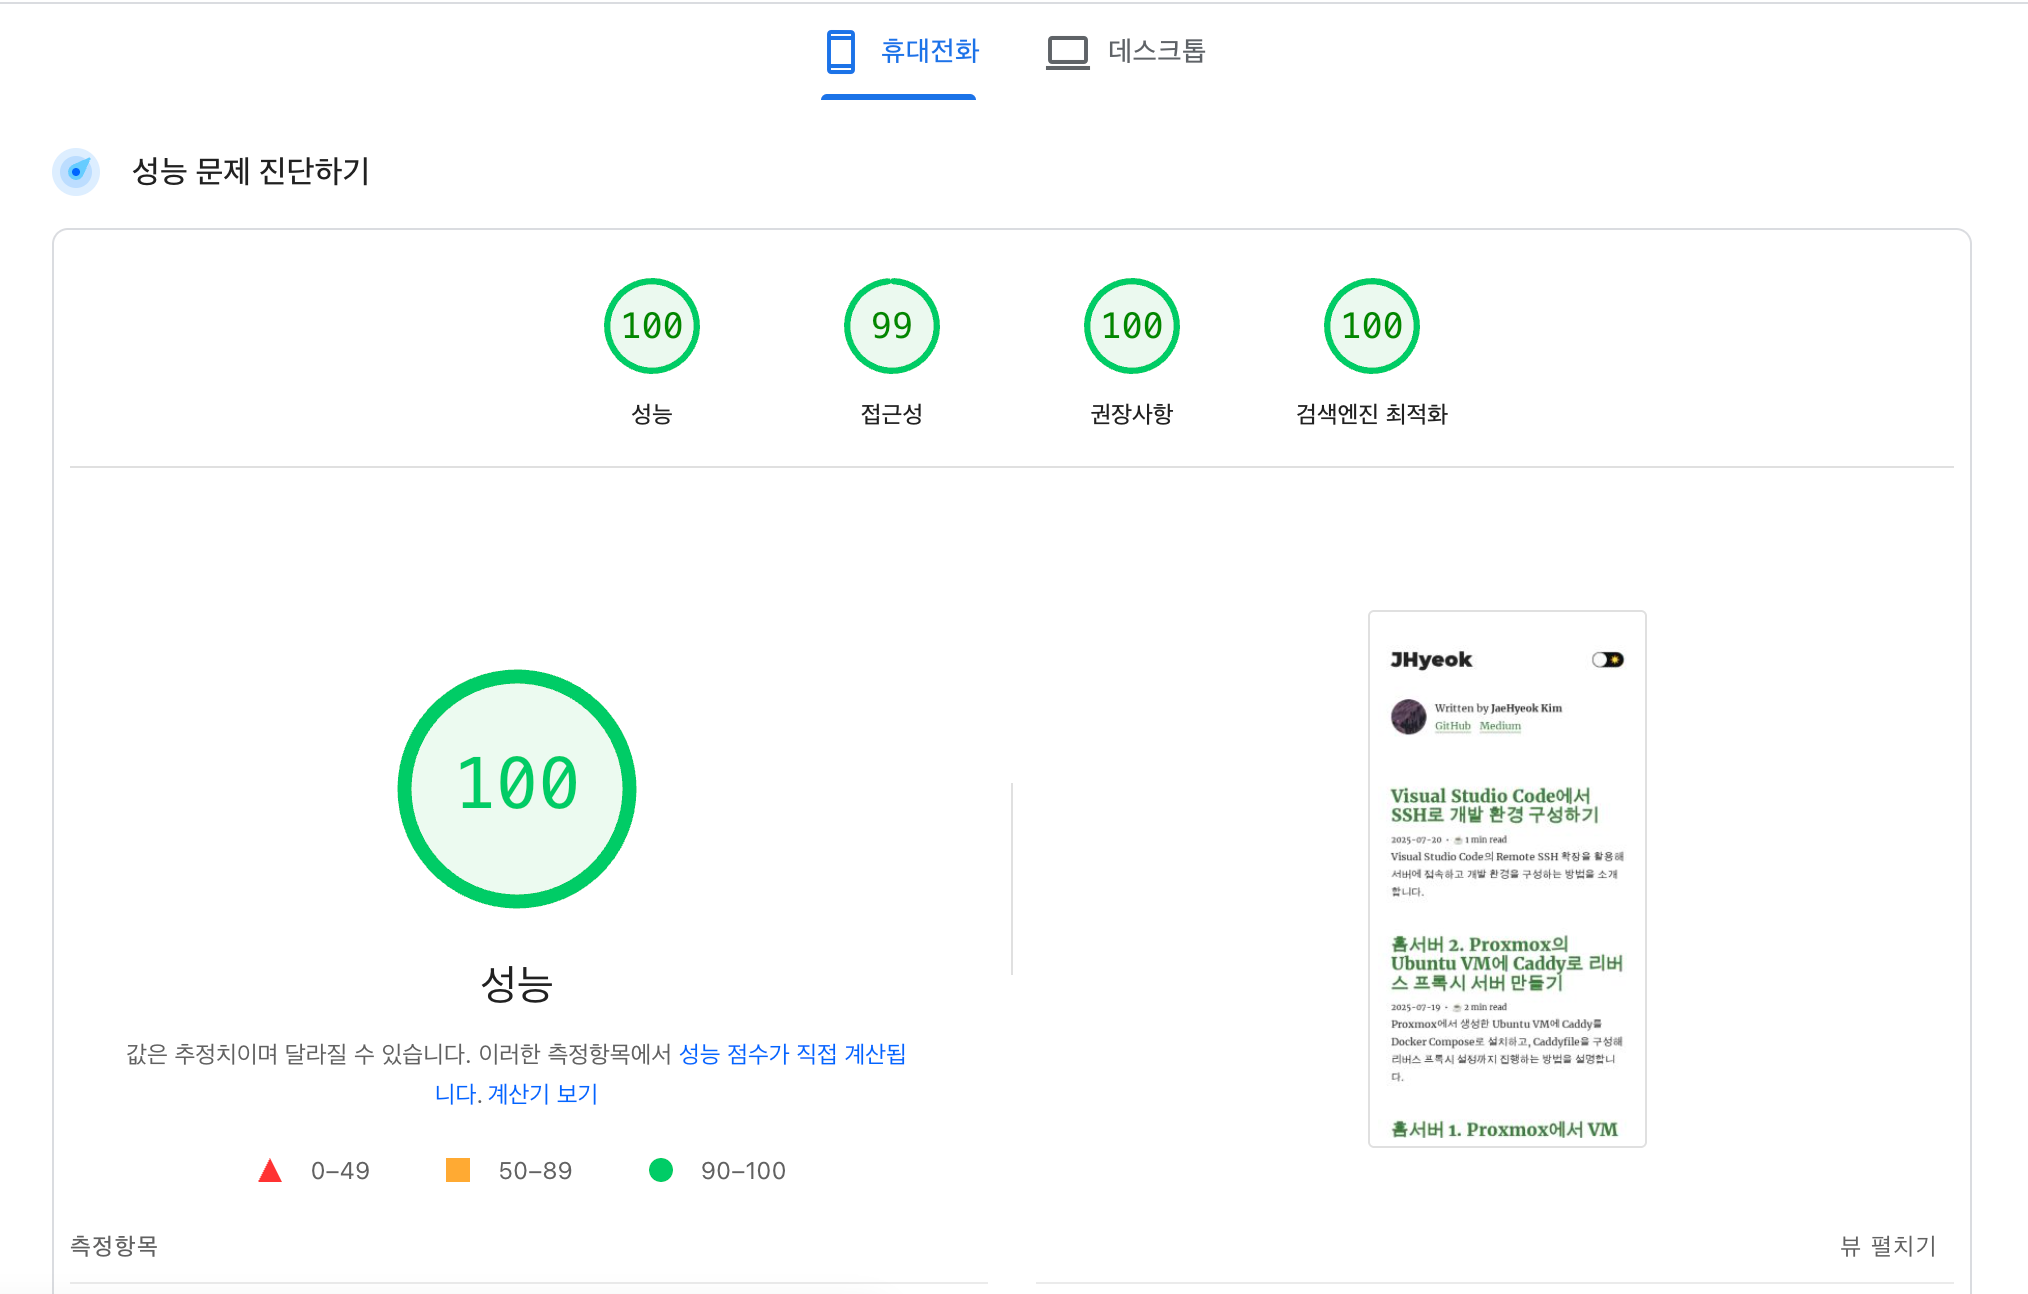 휴대전화
데스크톱
성능 문제 진단하기
100
99
100
100
성능
접근성
권장사항
검색엔진 최적화
100
성능
값은 추정치이며 달라질 수 있습니다. 이러한 측정항목에서 성능 점수가 직접 계산됩
니다. 계산기 보기
0–49
50–89
90–100
JHyeok
Written by JaeHyeok Kim
GitHub Medium
Visual Studio Code에서
SSH로 개발 환경 구성하기
2025-07-20 • ☕ 1 min read
Visual Studio Code의 Remote SSH 확장을 활용해
서버에 접속하고 개발 환경을 구성하는 방법을 소개
합니다.
홈서버 2. Proxmox의
Ubuntu VM에 Caddy로 리버
스 프록시 서버 만들기
2025-07-19 • ☕ 2 min read
Proxmox에서 생성한 Ubuntu VM에 Caddy를
Docker Compose로 설치하고, Caddyfile을 구성해
리버스 프록시 설정까지 진행하는 방법을 설명합니
다.
홈서버 1. Proxmox에서 VM
측정항목
뷰 펼치기